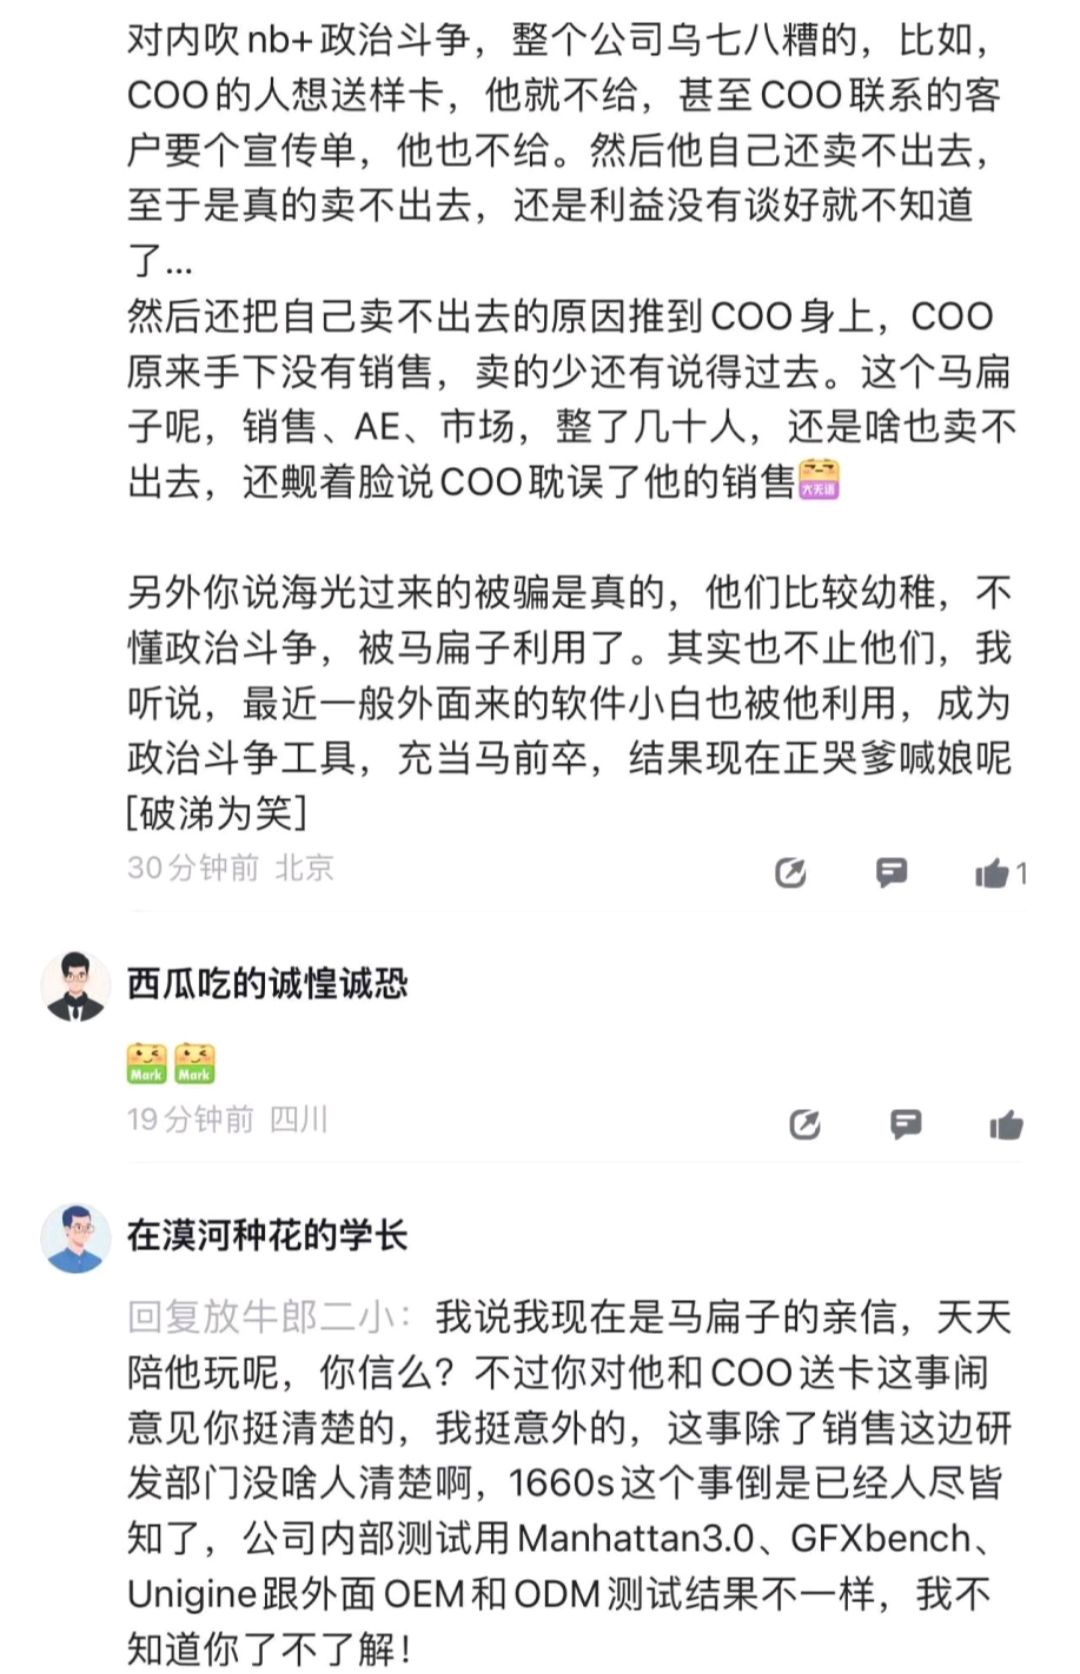 对内吹nb+政治斗争，整个公司乌七八糟的，比如，
COO的人想送样卡，他就不给，甚至COO联系的客
户要个宣传单，他也不给。然后他自己还卖不出去，
至于是真的卖不出去，还是利益没有谈好就不知道
了...
然后还把自己卖不出去的原因推到COO身上，COO
原来手下没有销售，卖的少还有说得过去。这个马扁
子呢，销售、AE、市场，整了几十人，还是啥也卖不
出去，还觍着脸说COO耽误了他的销售
大无语
另外你说海光过来的被骗是真的，他们比较幼稚，不
懂政治斗争，被马扁子利用了。其实也不止他们，我
听说，最近一般外面来的软件小白也被他利用，成为
政治斗争工具，充当马前卒，结果现在正哭爹喊娘呢
[破涕为笑]
30分钟前 北京
1
西瓜吃的诚惶诚恐
Mark Mark
19分钟前 四川
在漠河种花的学长
回复放牛郎二小：我说我现在是马扁子的亲信，天天
陪他玩呢，你信么？不过你对他和COO送卡这事闹
意见你挺清楚的，我挺意外的，这事除了销售这边研
发部门没啥人清楚啊，1660s这个事倒是已经人尽皆
知了，公司内部测试用Manhattan3.0、GFXbench、
Unigine跟外面OEM和ODM测试结果不一样，我不
知道你了不了解！